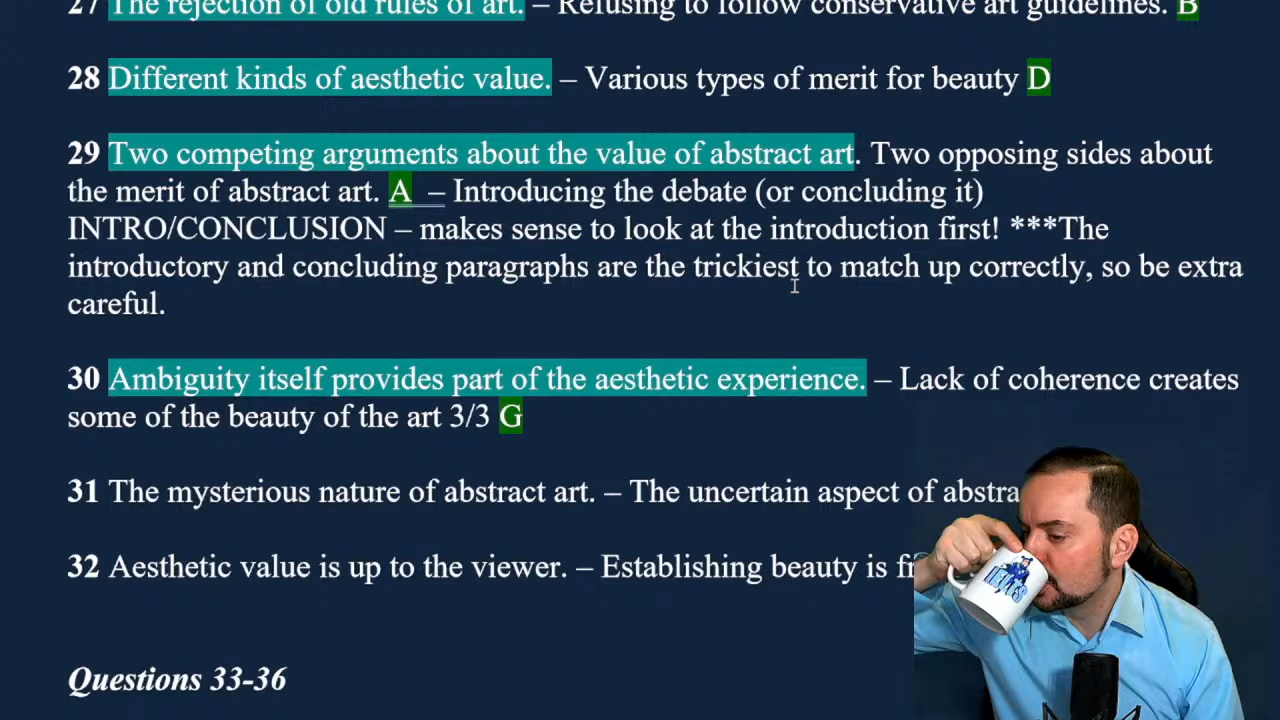 27 The rejection of old rules of art. – Refusing to follow conservative art guidelines. B
28 Different kinds of aesthetic value. – Various types of merit for beauty D
29 Two competing arguments about the value of abstract art. Two opposing sides about
the merit of abstract art. A – Introducing the debate (or concluding it)
INTRO/CONCLUSION – makes sense to look at the introduction first! ***The
introductory and concluding paragraphs are the trickiest to match up correctly, so be extra
careful.
30 Ambiguity itself provides part of the aesthetic experience. – Lack of coherence creates
some of the beauty of the art 3/3 G
31 The mysterious nature of abstract art. – The uncertain aspect of abstra
32 Aesthetic value is up to the viewer. – Establishing beauty is
IELTS
Questions 33-36